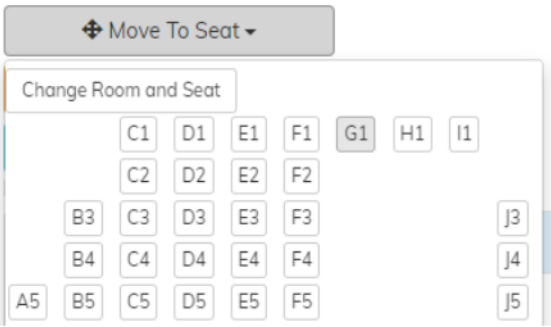 Move To Seat
Change Room and Seat
C1 D1 E1 F1 G1 H1 I1
C2 D2 E2 F2
B3 C3 D3 E3 F3 J3
B4 C4 D4 E4 F4 J4
A5 B5 C5 D5 E5 F5 J5